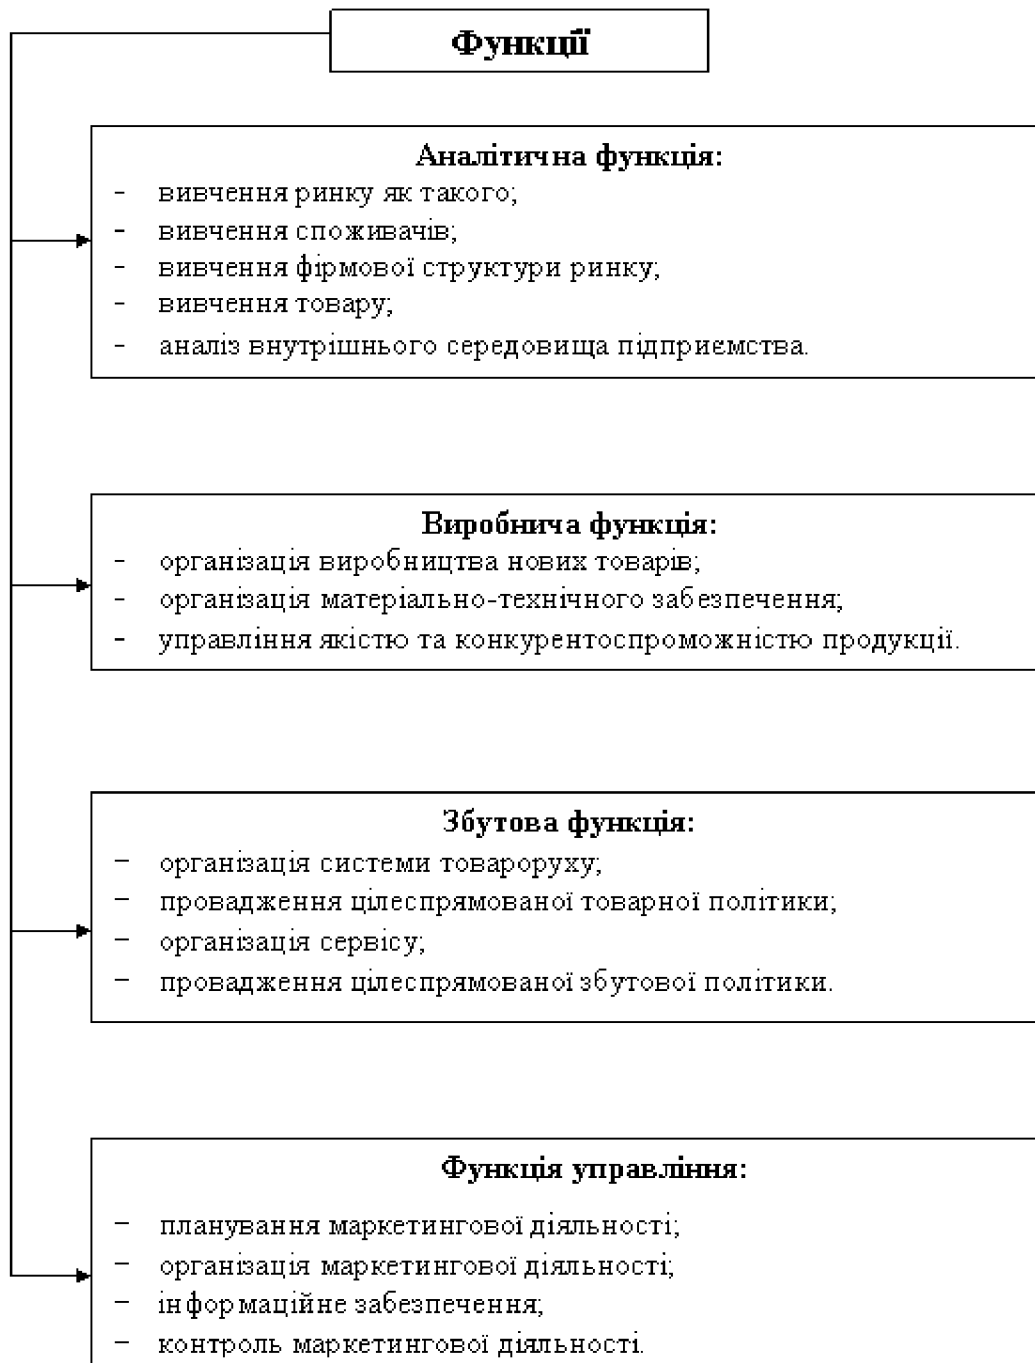 Функції
Аналітична функція:
- вивчення ринку як такого;
- вивчення споживачів;
- вивчення фірмової структури ринку;
- вивчення товару;
- аналіз внутрішнього середовища підприємства.
Виробнича функція:
- організація виробництва нових товарів;
- організація матеріально-технічного забезпечення;
- управління якістю та конкурентоспроможністю продукції.
Збутова функція:
– організація системи товароруху;
– провадження цілеспрямованої товарної політики;
– організація сервісу;
– провадження цілеспрямованої збутової політики.
Функція управління:
– планування маркетингової діяльності;
– організація маркетингової діяльності;
– інформаційне забезпечення;
– контроль маркетингової діяльності.